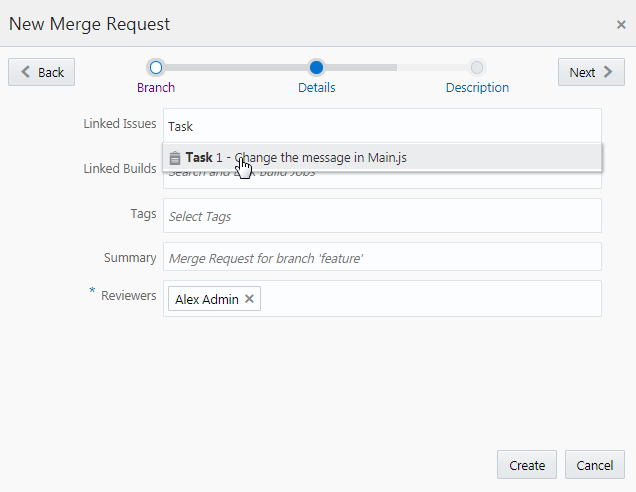 New Merge Request
Back
Next
Branch
Details
Description
Linked Issues
Task
Task 1 - Change the message in Main.js
Linked Builds
Search and Link Build Jobs
Tags
Select Tags
Summary
Merge Request for branch 'feature'
* Reviewers
Alex Admin
Create
Cancel